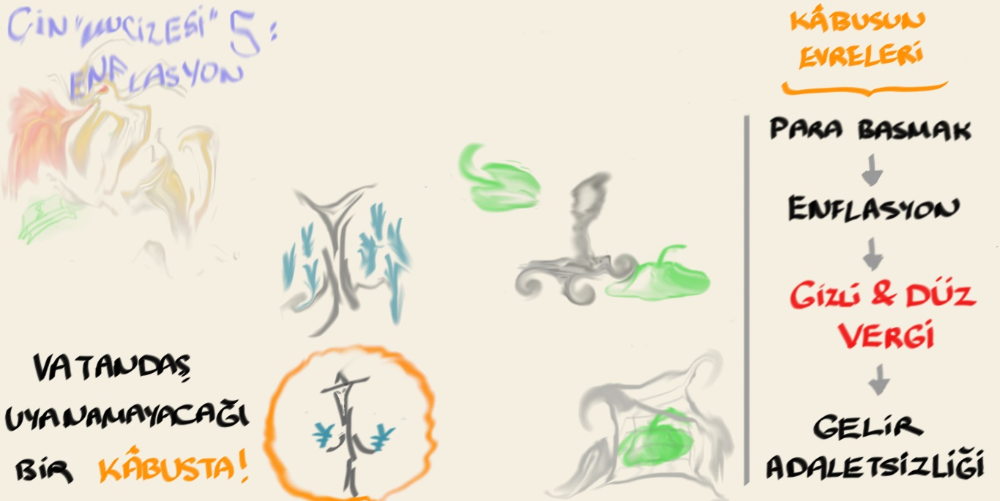 ÇİN "MUCİZESİ" 5:
ENFLASYON
VATANDAŞ
UYANAMAYACAĞI
BİR KÂBUSTA!
¥ ¥
KÂBUSUN
EVRELERİ
PARA BASMAK
ENFLASYON
GİZLİ & DÜZ
VERGİ
GELİR
ADALETSİZLİĞİ